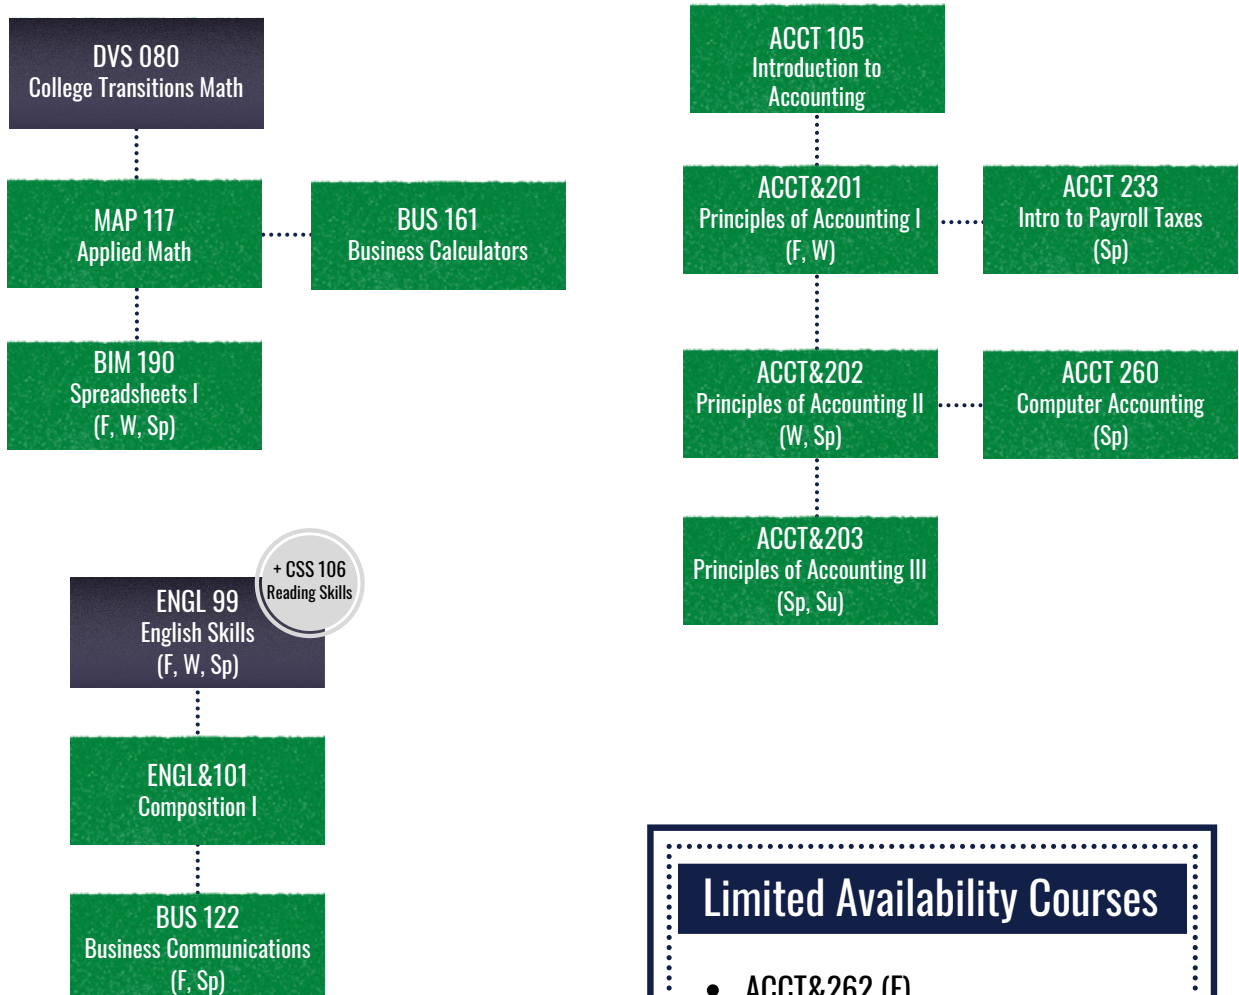 DVS 080
College Transitions Math
MAP 117
Applied Math
BUS 161
Business Calculators
BIM 190
Spreadsheets I
(F, W, Sp)
ACCT 105
Introduction to
Accounting
ACCT&201
Principles of Accounting I
(F, W)
ACCT 233
Intro to Payroll Taxes
(Sp)
ACCT&202
Principles of Accounting II
(W, Sp)
ACCT 260
Computer Accounting
(Sp)
ACCT&203
Principles of Accounting III
(Sp, Su)
+ CSS 106
Reading Skills
ENGL 99
English Skills
(F, W, Sp)
ENGL&101
Composition I
BUS 122
Business Communications
(F, Sp)
Limited Availability Courses
• ACCT&262 (F)